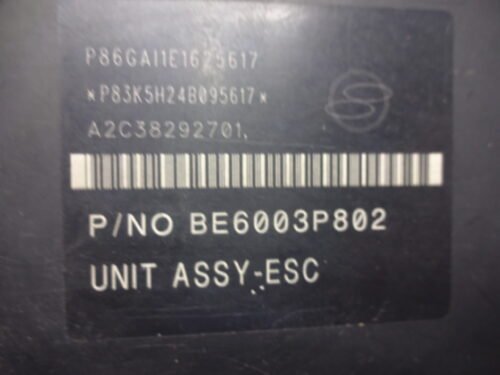 P86GAI1E1625617
*P83K5H24B095617*
A2C38292701.
P/NO BE6003P802
UNIT ASSY-ESC